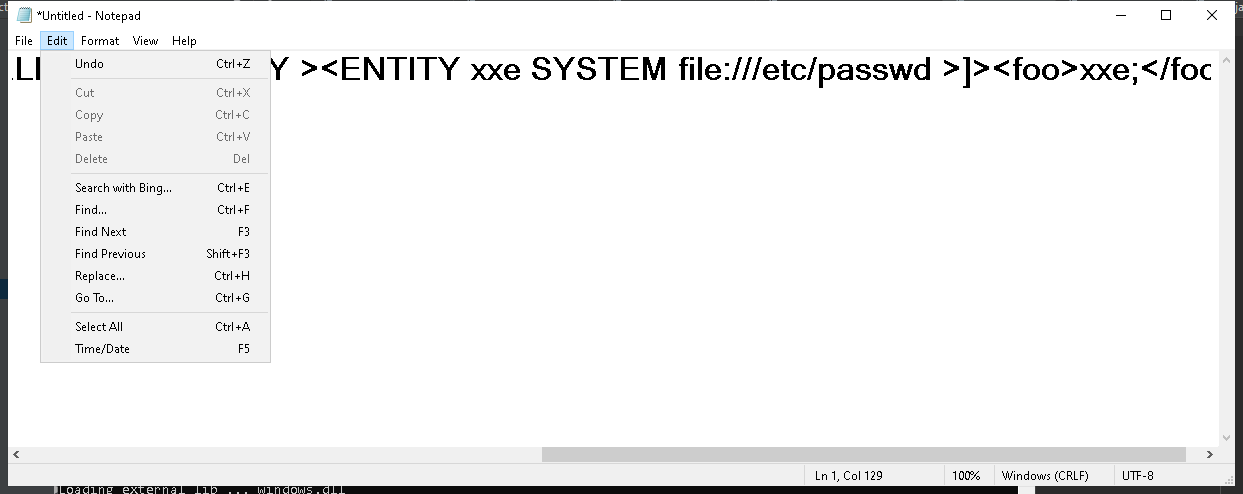 *Untitled - Notepad
File Edit Format View Help
Y ><ENTITY xxe SYSTEM file:///etc/passwd >]><foo>xxe;</foo
Undo Ctrl+Z
Cut Ctrl+X
Copy Ctrl+C
Paste Ctrl+V
Delete Del
Search with Bing... Ctrl+E
Find... Ctrl+F
Find Next F3
Find Previous Shift+F3
Replace... Ctrl+H
Go To... Ctrl+G
Select All Ctrl+A
Time/Date F5
Ln 1, Col 129 100% Windows (CRLF) UTF-8
Loading external lib ... windows.dll